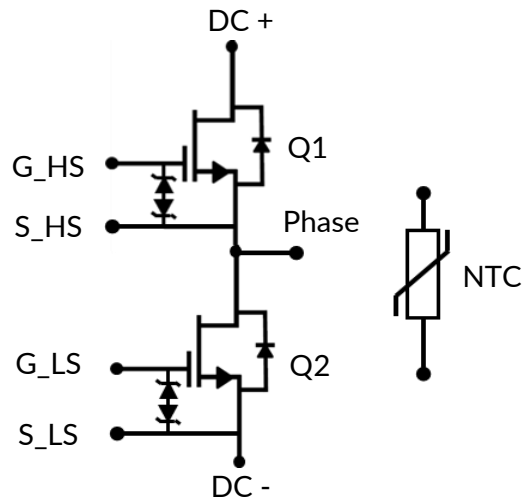 DC +
Q1
G_HS
S_HS
Phase
NTC
G_LS
Q2
S_LS
DC -